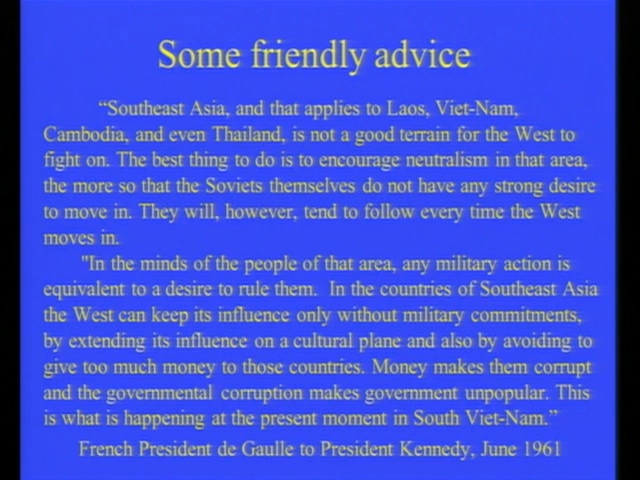 Some friendly advice
“Southeast Asia, and that applies to Laos, Viet-Nam,
Cambodia, and even Thailand, is not a good terrain for the West to
fight on. The best thing to do is to encourage neutralism in that area,
the more so that the Soviets themselves do not have any strong desire
to move in. They will, however, tend to follow every time the West
moves in.
"In the minds of the people of that area, any military action is
equivalent to a desire to rule them. In the countries of Southeast Asia
the West can keep its influence only without military commitments,
by extending its influence on a cultural plane and also by avoiding to
give too much money to those countries. Money makes them corrupt
and the governmental corruption makes government unpopular. This
is what is happening at the present moment in South Viet-Nam.”
French President de Gaulle to President Kennedy, June 1961